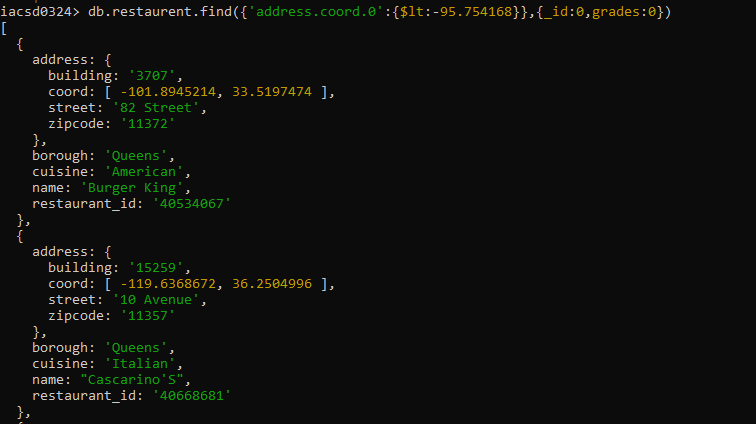 iacsd0324> db.restaurent.find({'address.coord.0':{$lt:-95.754168}},{_id:0,grades:0})
[
  {
    address: {
      building: '3707',
      coord: [ -101.8945214, 33.5197474 ],
      street: '82 Street',
      zipcode: '11372'
    },
    borough: 'Queens',
    cuisine: 'American',
    name: 'Burger King',
    restaurant_id: '40534067'
  },
  {
    address: {
      building: '15259',
      coord: [ -119.6368672, 36.2504996 ],
      street: '10 Avenue',
      zipcode: '11357'
    },
    borough: 'Queens',
    cuisine: 'Italian',
    name: "Cascarino'S",
    restaurant_id: '40668681'
  },
  {